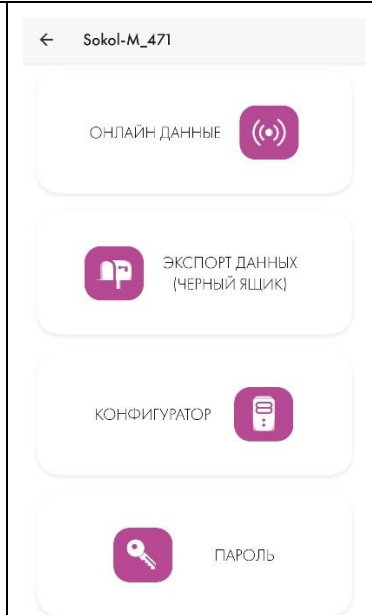 Sokol-M_471
ОНЛАЙН ДАННЫЕ
ЭКСПОРТ ДАННЫХ
(ЧЕРНЫЙ ЯЩИК)
КОНФИГУРАТОР
ПАРОЛЬ